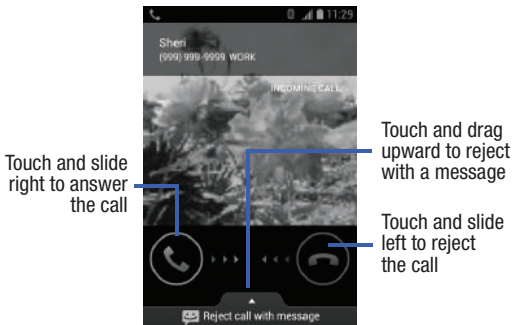 11:29
Sheri
(999) 999-9999 WORK
INCOMING CALL
Touch and slide
right to answer
the call
Touch and drag
upward to reject
with a message
Touch and slide
left to reject
the call
Reject call with message